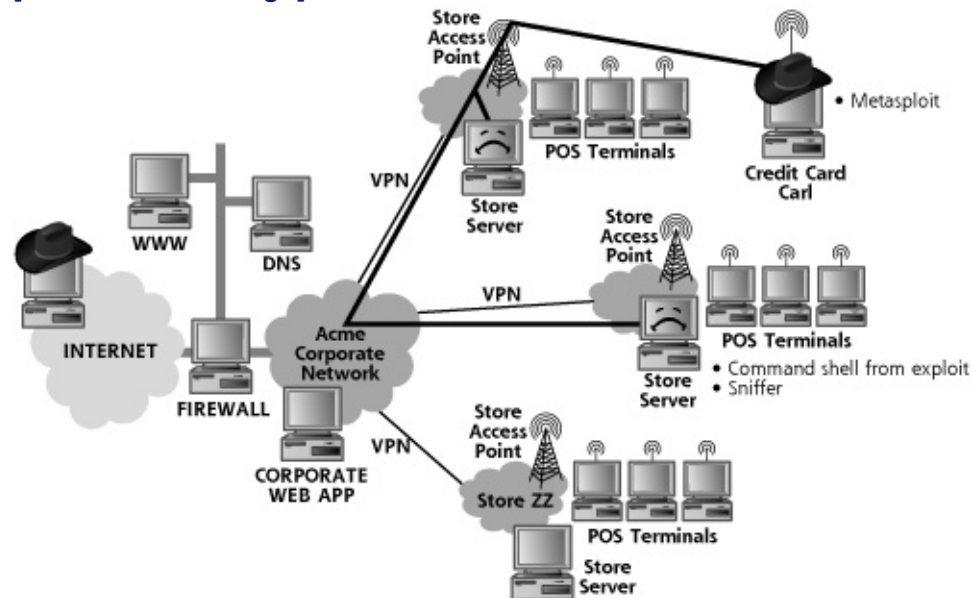 Store
Access
Point
POS Terminals
• Metasploit
Credit Card
Carl
VPN
Store
Server
WWW
DNS
Store
Access
Point
VPN
POS Terminals
• Command shell from exploit
• Sniffer
Store
Server
INTERNET
FIREWALL
Acme
Corporate
Network
CORPORATE
WEB APP
VPN
Store
Access
Point
Store ZZ
POS Terminals
Store
Server